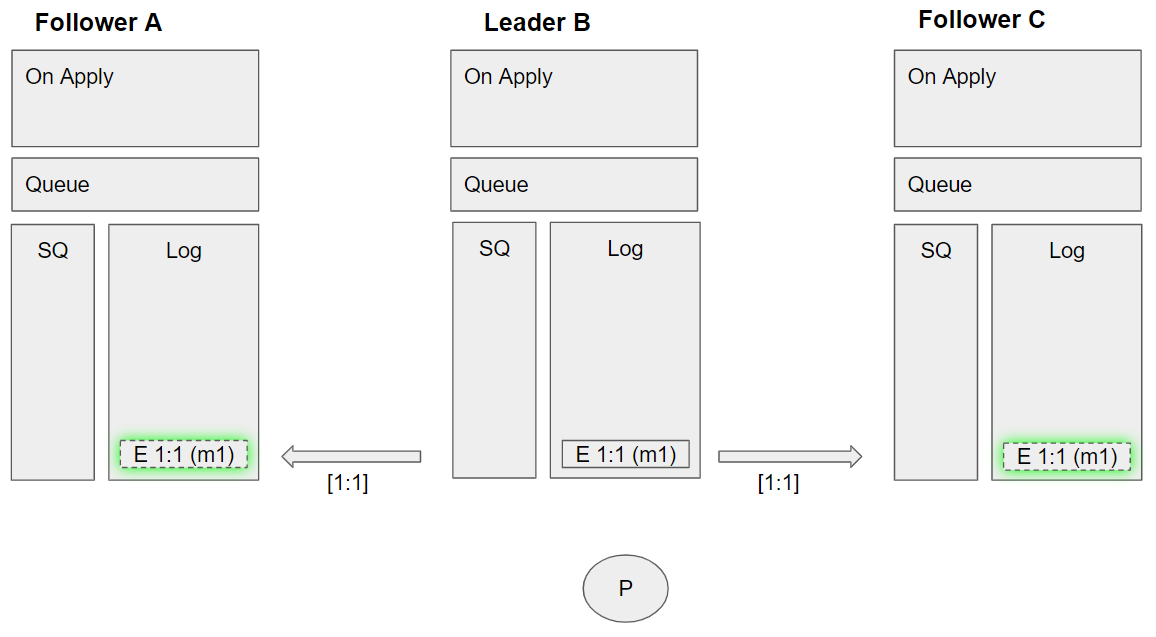 Follower A
Leader B
Follower C
On Apply
On Apply
On Apply
Queue
Queue
Queue
SQ
Log
SQ
Log
SQ
Log
E 1:1 (m1)
E 1:1 (m1)
E 1:1 (m1)
[1:1]
[1:1]
P